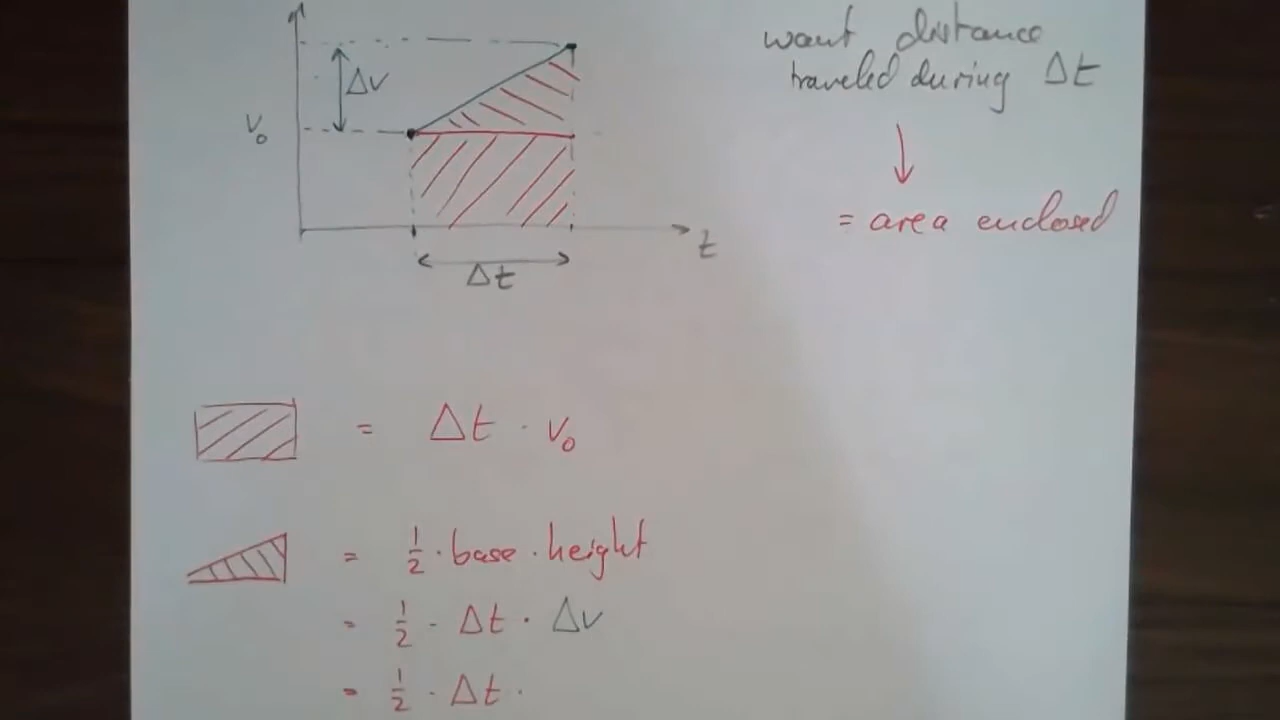 want distance
traveled during Δt
= area enclosed
Δv
v₀
t
Δt
= Δt · v₀
= 1/2 · base · height
= 1/2 · Δt · Δv
= 1/2 · Δt ·